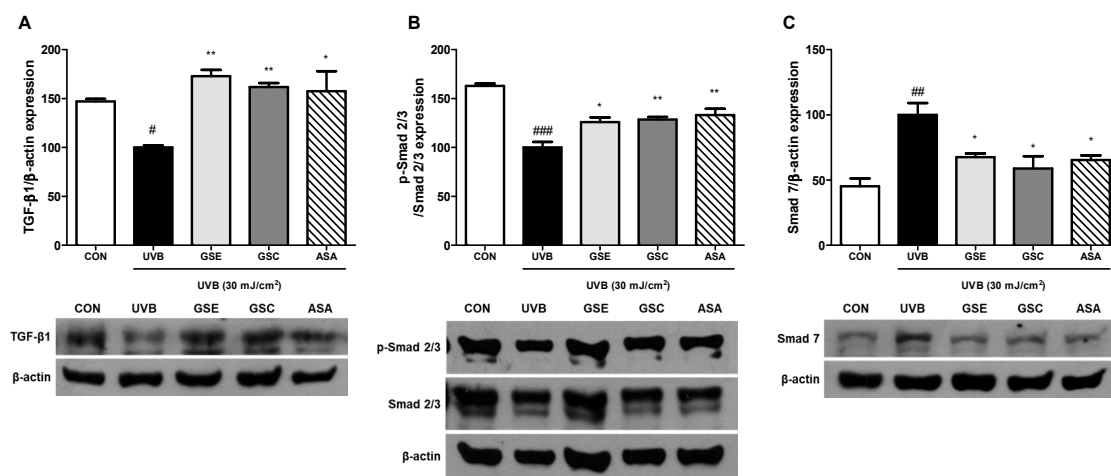 A
TGF-β1/β-actin expression
200
150
100
50
0
#
**
**
*
CON UVB GSE GSC ASA
UVB (30 mJ/cm²)
CON UVB GSE GSC ASA
TGF-β1
β-actin
B
p-Smad 2/3
/Smad 2/3 expression
200
150
100
50
0
###
*
**
**
CON UVB GSE GSC ASA
UVB (30 mJ/cm²)
CON UVB GSE GSC ASA
p-Smad 2/3
Smad 2/3
β-actin
C
Smad 7/β-actin expression
150
100
50
0
##
*
*
*
CON UVB GSE GSC ASA
UVB (30 mJ/cm²)
CON UVB GSE GSC ASA
Smad 7
β-actin